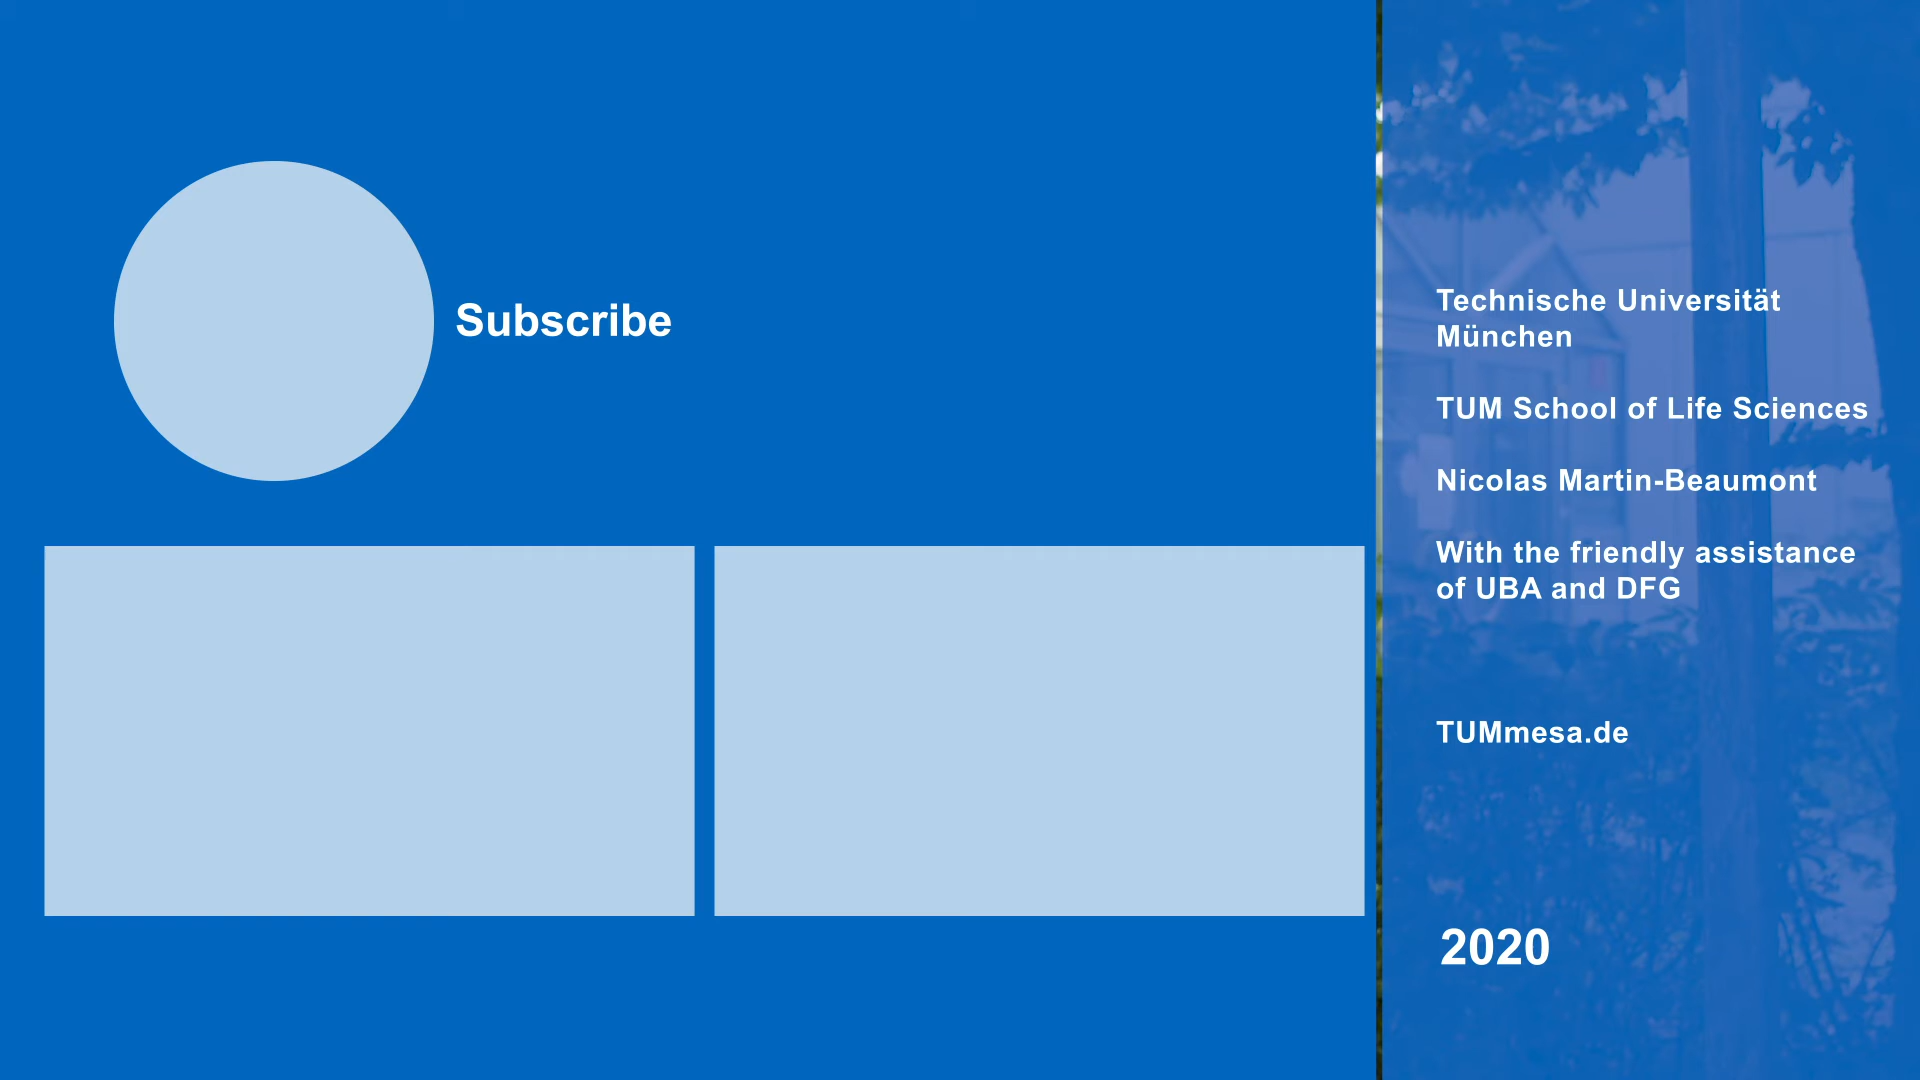 Subscribe
Technische Universität
München
TUM School of Life Sciences
Nicolas Martin-Beaumont
With the friendly assistance
of UBA and DFG
TUMmesa.de
2020